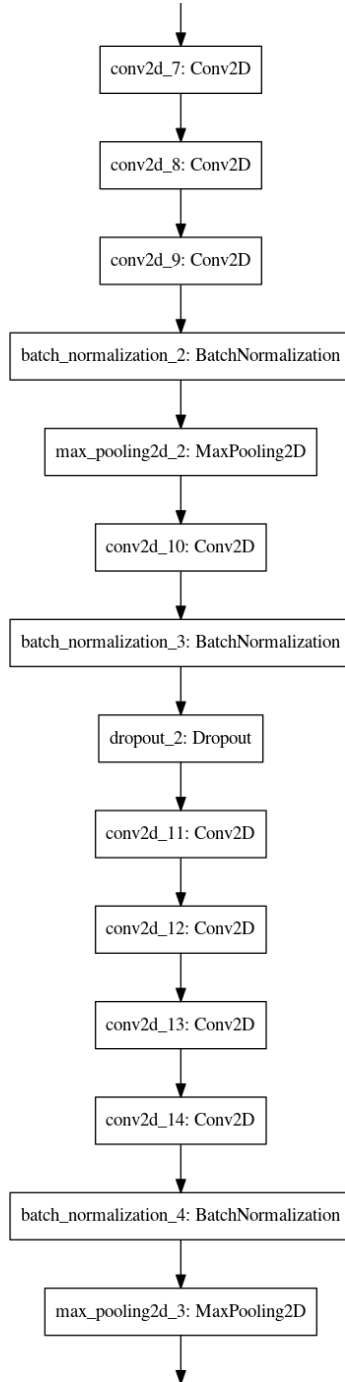 conv2d_7: Conv2D
conv2d_8: Conv2D
conv2d_9: Conv2D
batch_normalization_2: BatchNormalization
max_pooling2d_2: MaxPooling2D
conv2d_10: Conv2D
batch_normalization_3: BatchNormalization
dropout_2: Dropout
conv2d_11: Conv2D
conv2d_12: Conv2D
conv2d_13: Conv2D
conv2d_14: Conv2D
batch_normalization_4: BatchNormalization
max_pooling2d_3: MaxPooling2D